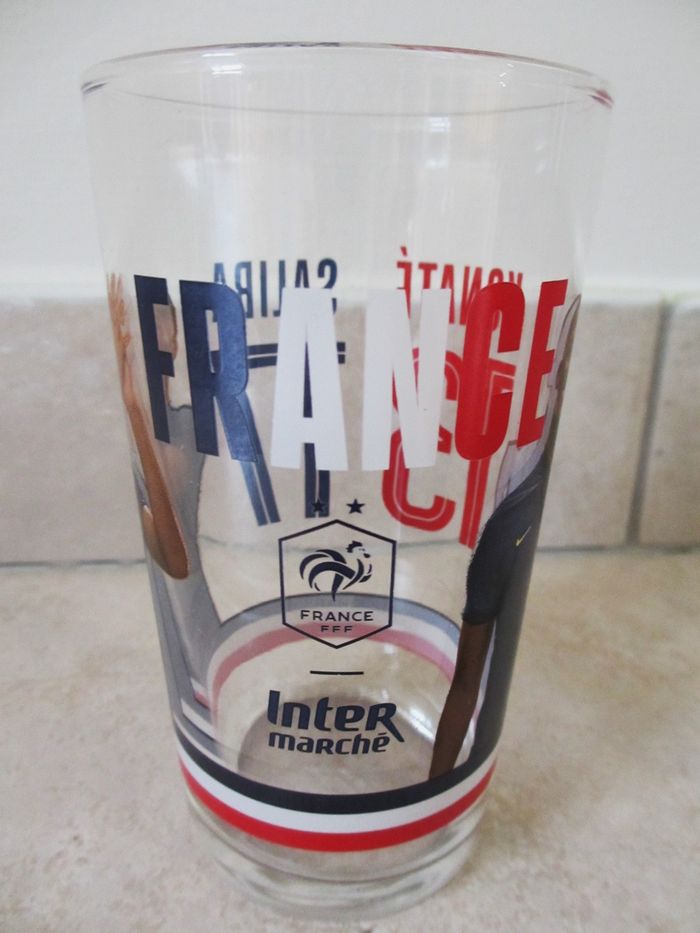 SALIBA KONATÉ
FRANCE
FRANCE
FFF
InteR
maRché